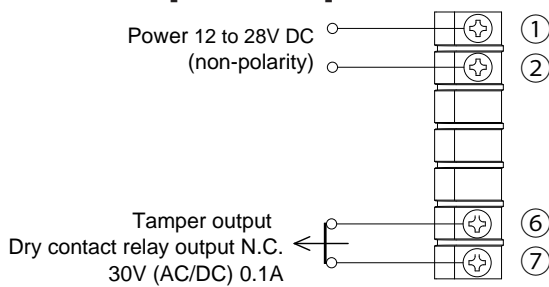 Power 12 to 28V DC
(non-polarity)
①
②
Tamper output
Dry contact relay output N.C.
30V (AC/DC) 0.1A
⑥
⑦